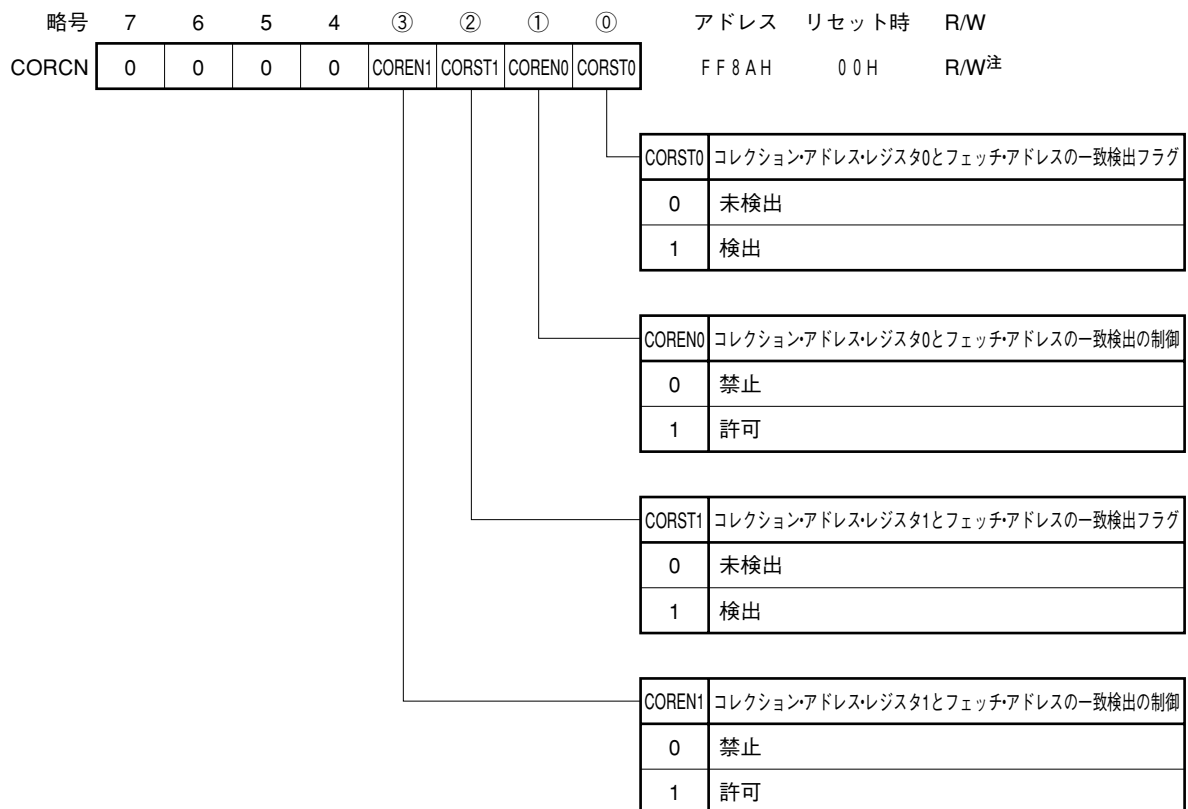 略号 7 6 5 4 ③ ② ① ⓪ アドレス リセット時 R/W
CORCN 0 0 0 0 COREN1 CORST1 COREN0 CORST0 FF8AH 00H R/W注
CORST0 コレクション・アドレス・レジスタ0とフェッチ・アドレスの一致検出フラグ
0 未検出
1 検出
COREN0 コレクション・アドレス・レジスタ0とフェッチ・アドレスの一致検出の制御
0 禁止
1 許可
CORST1 コレクション・アドレス・レジスタ1とフェッチ・アドレスの一致検出フラグ
0 未検出
1 検出
COREN1 コレクション・アドレス・レジスタ1とフェッチ・アドレスの一致検出の制御
0 禁止
1 許可